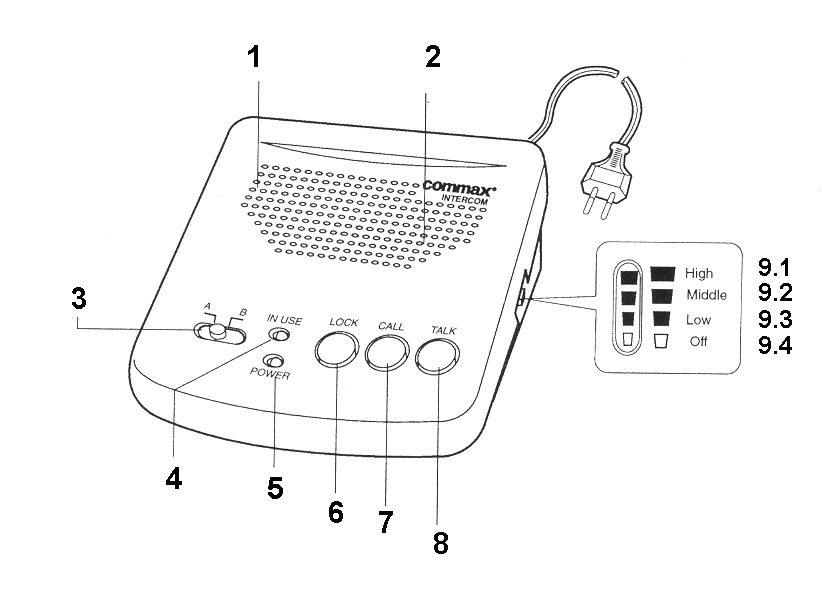 1
2
commax®
INTERCOM
High 9.1
Middle 9.2
Low 9.3
Off 9.4
3
A B
IN USE
LOCK CALL TALK
POWER
4
5
6
7
8